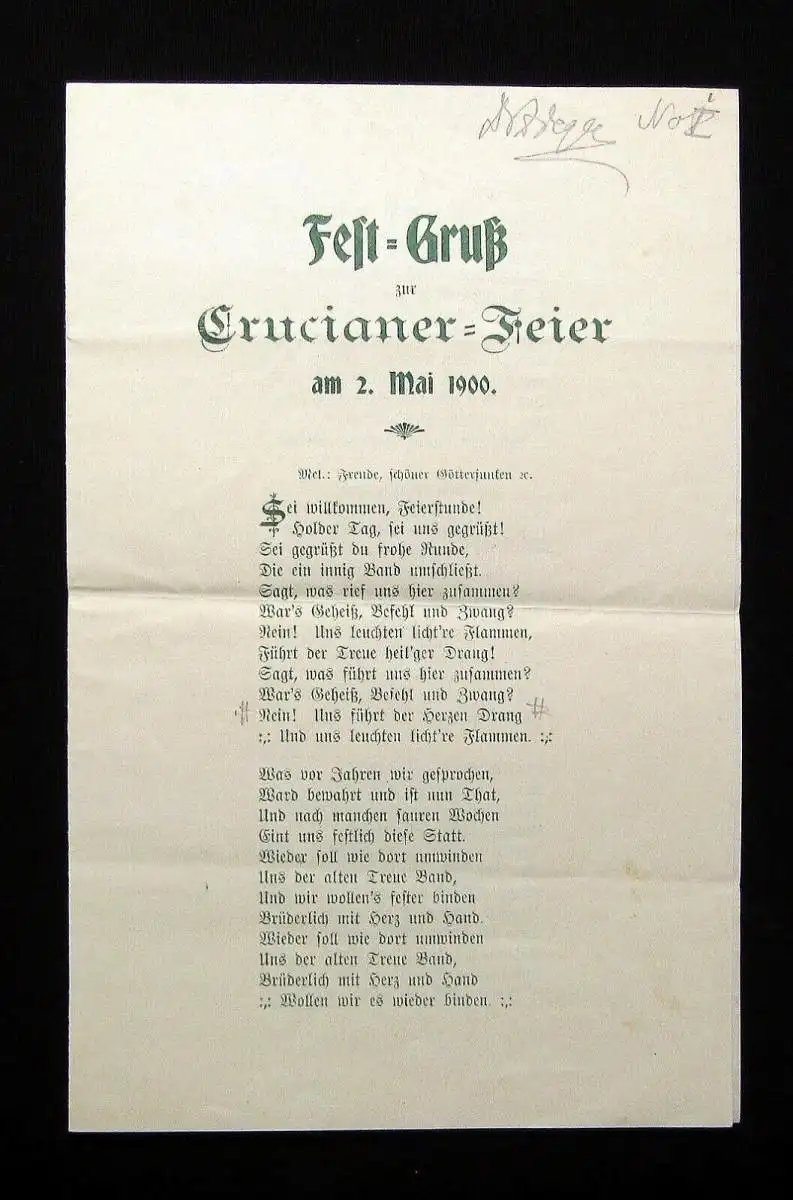 No
Fest=Gruß
zur
Crucianer=Feier
am 2. Mai 1900.
Mel.: Freude, schöner Götterfunken ꝛc.
Sei willkommen, Feierstunde!
Holder Tag, sei uns gegrüßt!
Sei gegrüßt du frohe Runde,
Die ein innig Band umschließt.
Sagt, was rief uns hier zusammen?
War's Geheiß, Befehl und Zwang?
Nein! Uns leuchten licht're Flammen,
Führt der Treue heil'ger Drang!
Sagt, was führt uns hier zusammen?
War's Geheiß, Befehl und Zwang?
# Nein! Uns führt der Herzen Drang #
:,: Und uns leuchten licht're Flammen. :,:
Was vor Jahren wir gesprochen,
Ward bewahrt und ist nun That,
Und nach manchen sauren Wochen
Eint uns festlich diese Statt.
Wieder soll wie dort umwinden
Uns der alten Treue Band,
Und wir wollen's fester binden
Brüderlich mit Herz und Hand.
Wieder soll wie dort umwinden
Uns der alten Treue Band,
Brüderlich mit Herz und Hand
:,: Wollen wir es wieder binden. :,: